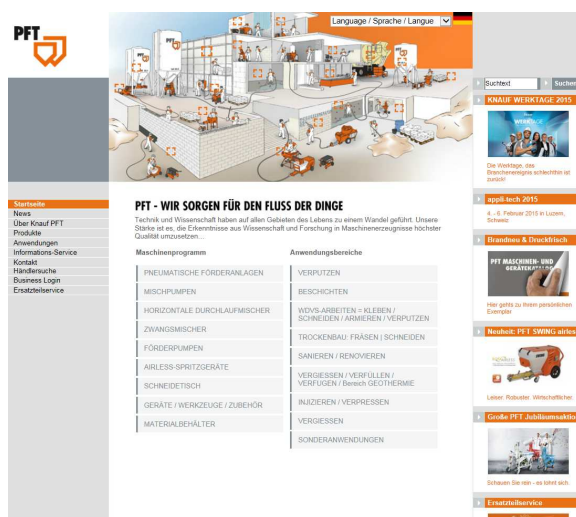 PFT
Language / Sprache / Langue
Startseite
News
Über Knauf PFT
Produkte
Anwendungen
Informations-Service
Kontakt
Händlersuche
Business Login
Ersatzteilservice
PFT - WIR SORGEN FÜR DEN FLUSS DER DINGE
Technik und Wissenschaft haben auf allen Gebieten des Lebens zu einem Wandel geführt. Unsere
Stärke ist es, die Erkenntnisse aus Wissenschaft und Forschung in Maschinenerzeugnisse höchster
Qualität umzusetzen...
Maschinenprogramm
PNEUMATISCHE FÖRDERANLAGEN
MISCHPUMPEN
HORIZONTALE DURCHLAUFMISCHER
ZWANGSMISCHER
FÖRDERPUMPEN
AIRLESS-SPRITZGERÄTE
SCHNEIDETISCH
GERÄTE / WERKZEUGE / ZUBEHÖR
MATERIALBEHÄLTER
Anwendungsbereiche
VERPUTZEN
BESCHICHTEN
WDVS-ARBEITEN = KLEBEN /
SCHNEIDEN / ARMIEREN / VERPUTZEN
TROCKENBAU: FRÄSEN | SCHNEIDEN
SANIEREN / RENOVIEREN
VERGIESSEN / VERFÜLLEN /
VERFUGEN / Bereich GEOTHERMIE
INJIZIEREN / VERPRESSEN
VERGIESSEN
SONDERANWENDUNGEN
Suchtext
Suchen
KNAUF WERKTAGE 2015
WERKTAGE
Die Werktage, das
Branchenereignis schlechthin ist
zurück!
appli-tech 2015
4. - 6. Februar 2015 in Luzern,
Schweiz
Brandneu & Druckfrisch
PFT MASCHINEN- UND
GERÄTEKATALOG
Hier gehts zu Ihrem persönlichen
Exemplar
Neuheit: PFT SWING airles
Leiser. Robuster. Wirtschaftlicher.
Große PFT Jubiläumsaktio
Schauen Sie rein - es lohnt sich.
Ersatzteilservice